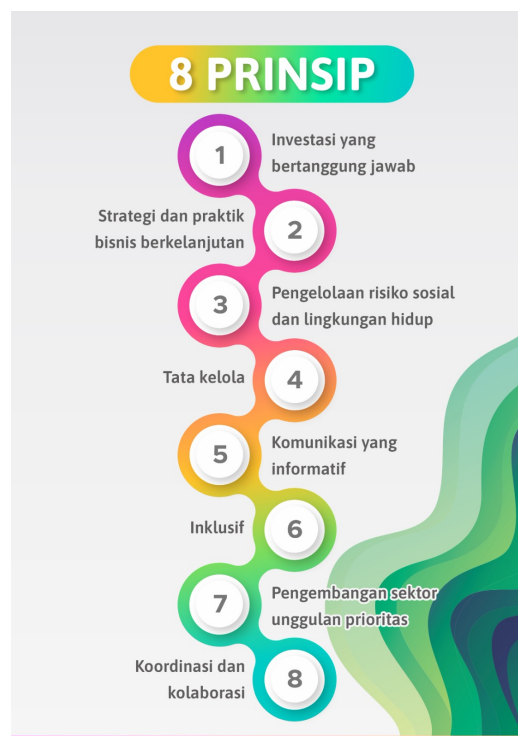 8 PRINSIP
1
Investasi yang
bertanggung jawab
Strategi dan praktik
bisnis berkelanjutan
2
3
Pengelolaan risiko sosial
dan lingkungan hidup
Tata kelola
4
5
Komunikasi yang
informatif
Inklusif
6
7
Pengembangan sektor
unggulan prioritas
Koordinasi dan
kolaborasi
8